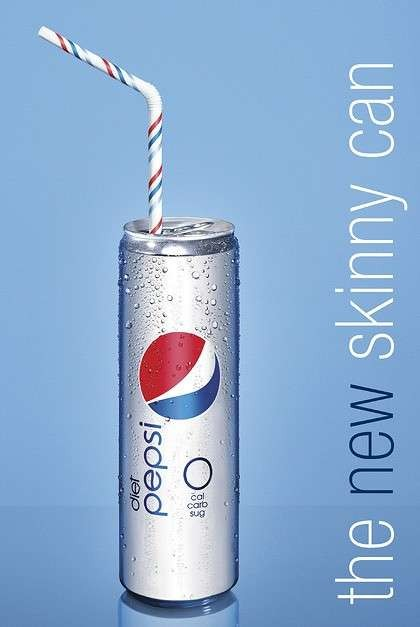 the new skinny can
diet
pepsi
0
cal
carb
sug